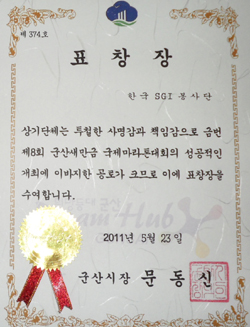 제 374호
표 창 장
한국 SGI 봉사단
상기단체는 특철한 사명감과 책임감으로 금번
제8회 군산새만금 국제마라톤대회의 성공적인
개최에 이바지한 공로가 크므로 이에 표창장을
수여합니다.
2011년 5월 23일
군산시장 문 동 신